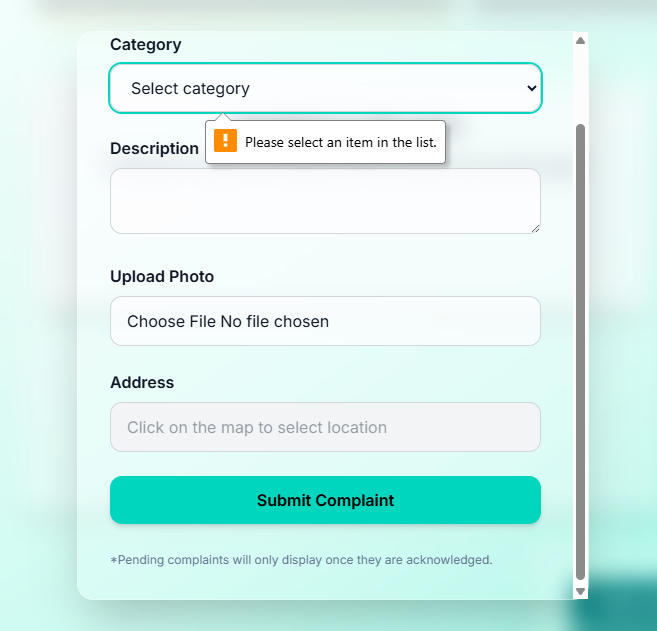 Category
Select category
Please select an item in the list.
Description
Upload Photo
Choose File No file chosen
Address
Click on the map to select location
Submit Complaint
*Pending complaints will only display once they are acknowledged.